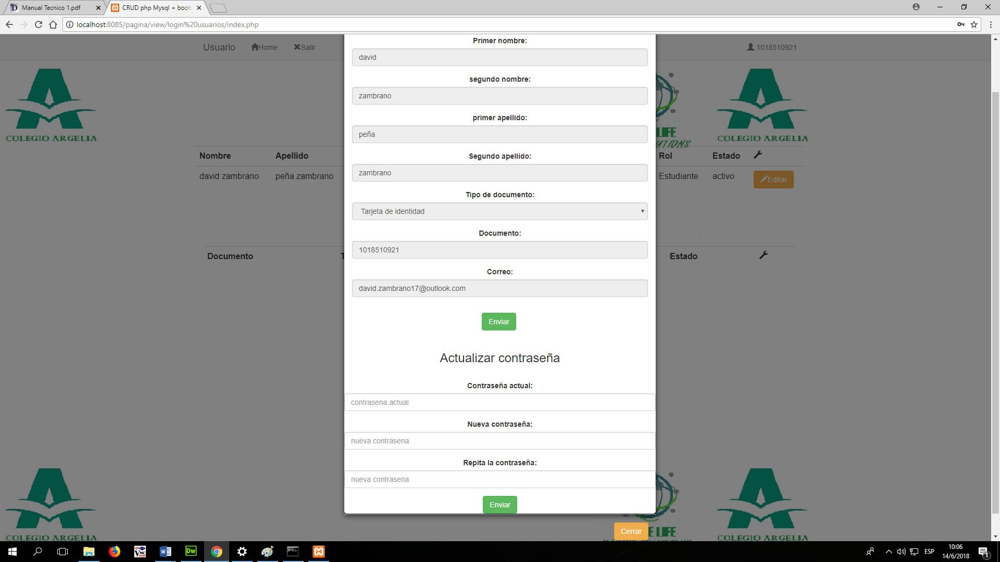 Manual Tecnico 1.pdf
CRUD php Mysql + boots
localhost:8085/pagina/view/login%20usuarios/index.php
Usuario Home Salir
1018510921
Primer nombre:
david
segundo nombre:
zambrano
primer apellido:
peña
Segundo apellido:
zambrano
Tipo de documento:
Tarjeta de identidad
Documento:
1018510921
Correo:
david.zambrano17@outlook.com
Enviar
Actualizar contraseña
Contraseña actual:
contrasena actual
Nueva contraseña:
nueva contrasena
Repita la contraseña:
nueva contrasena
Enviar
Cerrar
COLEGIO ARGELIA
LIFE
COLEGIO ARGELIA
Nombre Apellido Rol Estado
david zambrano peña zambrano Estudiante activo Editar
Documento T Estado
COLEGIO ARGELIA
E LIFE
COLEGIO ARGELIA
Dw
ESP
10:06
14/6/2018
1